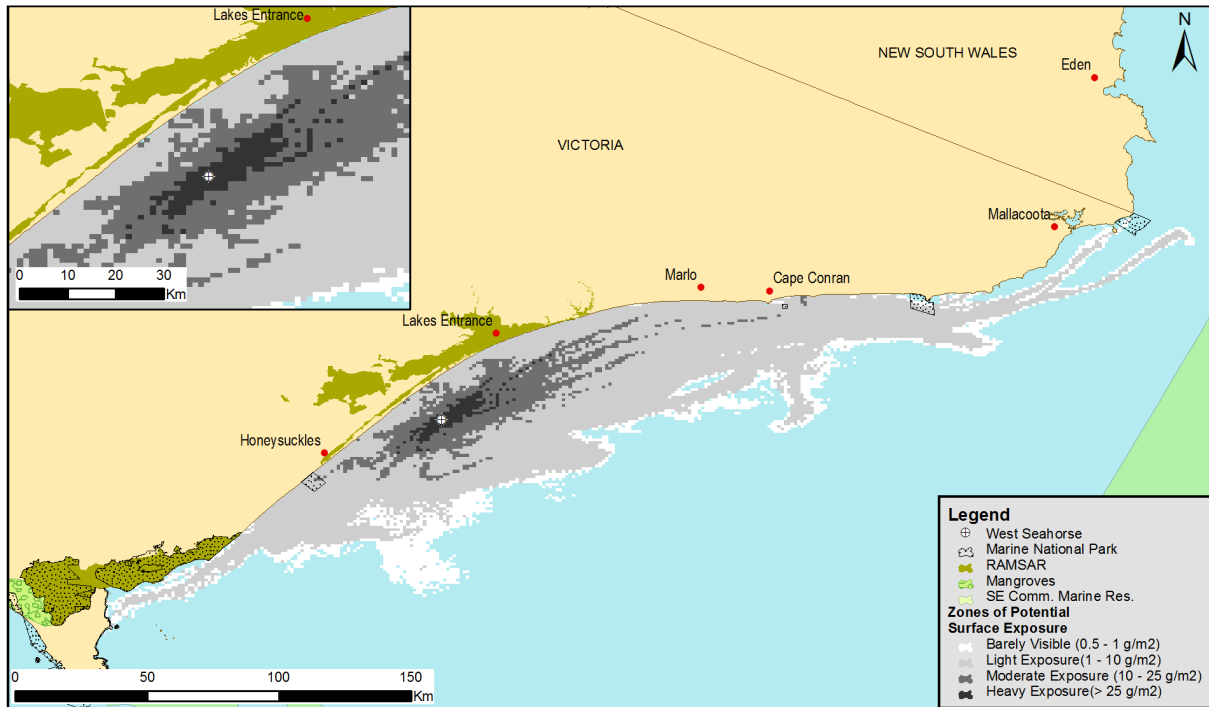 Lakes Entrance
0 10 20 30
Km
N
NEW SOUTH WALES
Eden
VICTORIA
Mallacoota
Marlo
Cape Conran
Lakes Entrance
Honeysuckles
0 50 100 150
Km
Legend
West Seahorse
Marine National Park
RAMSAR
Mangroves
SE Comm. Marine Res.
Zones of Potential
Surface Exposure
Barely Visible (0.5 - 1 g/m2)
Light Exposure(1 - 10 g/m2)
Moderate Exposure (10 - 25 g/m2)
Heavy Exposure(> 25 g/m2)